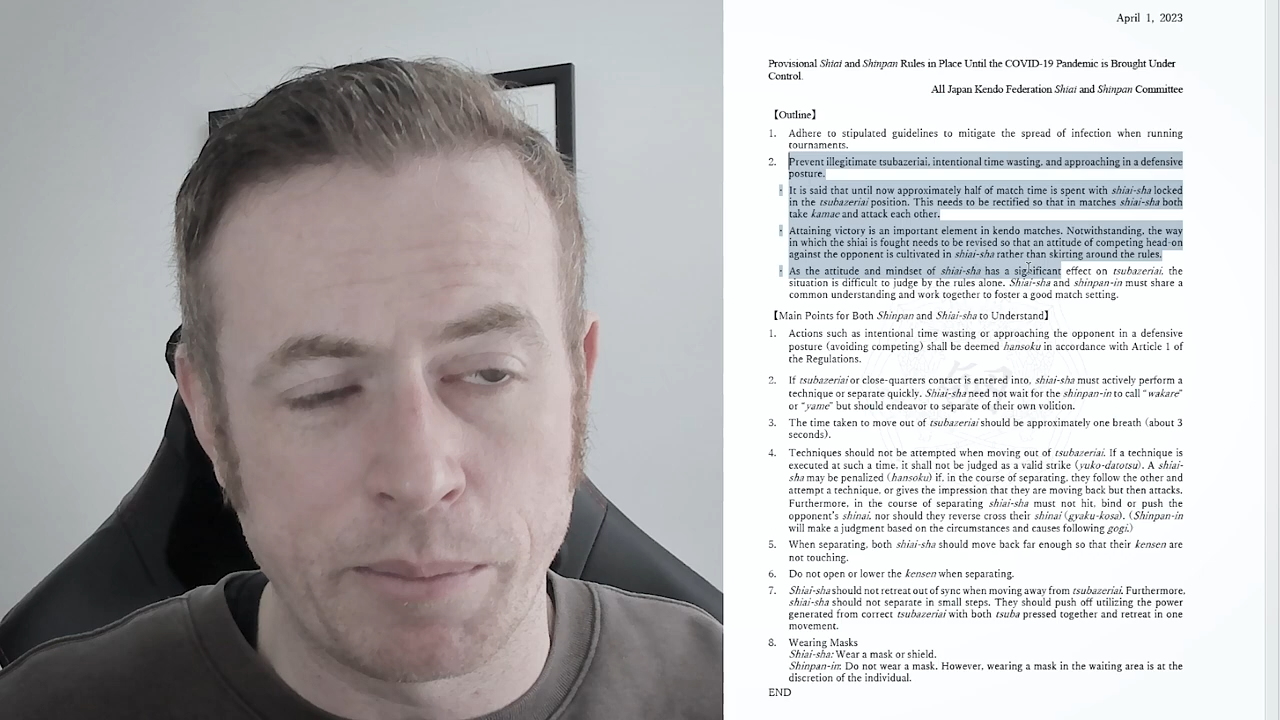 April 1, 2023
Provisional Shiai and Shinpan Rules in Place Until the COVID-19 Pandemic is Brought Under
Control.
All Japan Kendo Federation Shiai and Shinpan Committee
【Outline】
1. Adhere to stipulated guidelines to mitigate the spread of infection when running
tournaments.
2. Prevent illegitimate tsubazeriai, intentional time wasting, and approaching in a defensive
posture.
・ It is said that until now approximately half of match time is spent with shiai-sha locked
in the tsubazeriai position. This needs to be rectified so that in matches shiai-sha both
take kamae and attack each other.
・ Attaining victory is an important element in kendo matches. Notwithstanding, the way
in which the shiai is fought needs to be revised so that an attitude of competing head-on
against the opponent is cultivated in shiai-sha rather than skirting around the rules.
・ As the attitude and mindset of shiai-sha has a significant effect on tsubazeriai, the
situation is difficult to judge by the rules alone. Shiai-sha and shinpan-in must share a
common understanding and work together to foster a good match setting.
【Main Points for Both Shinpan and Shiai-sha to Understand】
1. Actions such as intentional time wasting or approaching the opponent in a defensive
posture (avoiding competing) shall be deemed hansoku in accordance with Article 1 of
the Regulations.
2. If tsubazeriai or close-quarters contact is entered into, shiai-sha must actively perform a
technique or separate quickly. Shiai-sha need not wait for the shinpan-in to call “wakare”
or “yame” but should endeavor to separate of their own volition.
3. The time taken to move out of tsubazeriai should be approximately one breath (about 3
seconds).
4. Techniques should not be attempted when moving out of tsubazeriai. If a technique is
executed at such a time, it shall not be judged as a valid strike (yuko-datotsu). A shiai-
sha may be penalized (hansoku) if, in the course of separating, they follow the other and
attempt a technique, or gives the impression that they are moving back but then attacks.
Furthermore, in the course of separating shiai-sha must not hit, bind or push the
opponent’s shinai, nor should they reverse cross their shinai (gyaku-kosa). (Shinpan-in
will make a judgment based on the circumstances and causes following gogi.)
5. When separating, both shiai-sha should move back far enough so that their kensen are
not touching.
6. Do not open or lower the kensen when separating.
7. Shiai-sha should not retreat out of sync when moving away from tsubazeriai. Furthermore,
shiai-sha should not separate in small steps. They should push off utilizing the power
generated from correct tsubazeriai with both tsuba pressed together and retreat in one
movement.
8. Wearing Masks
Shiai-sha: Wear a mask or shield.
Shinpan-in: Do not wear a mask. However, wearing a mask in the waiting area is at the
discretion of the individual.
END